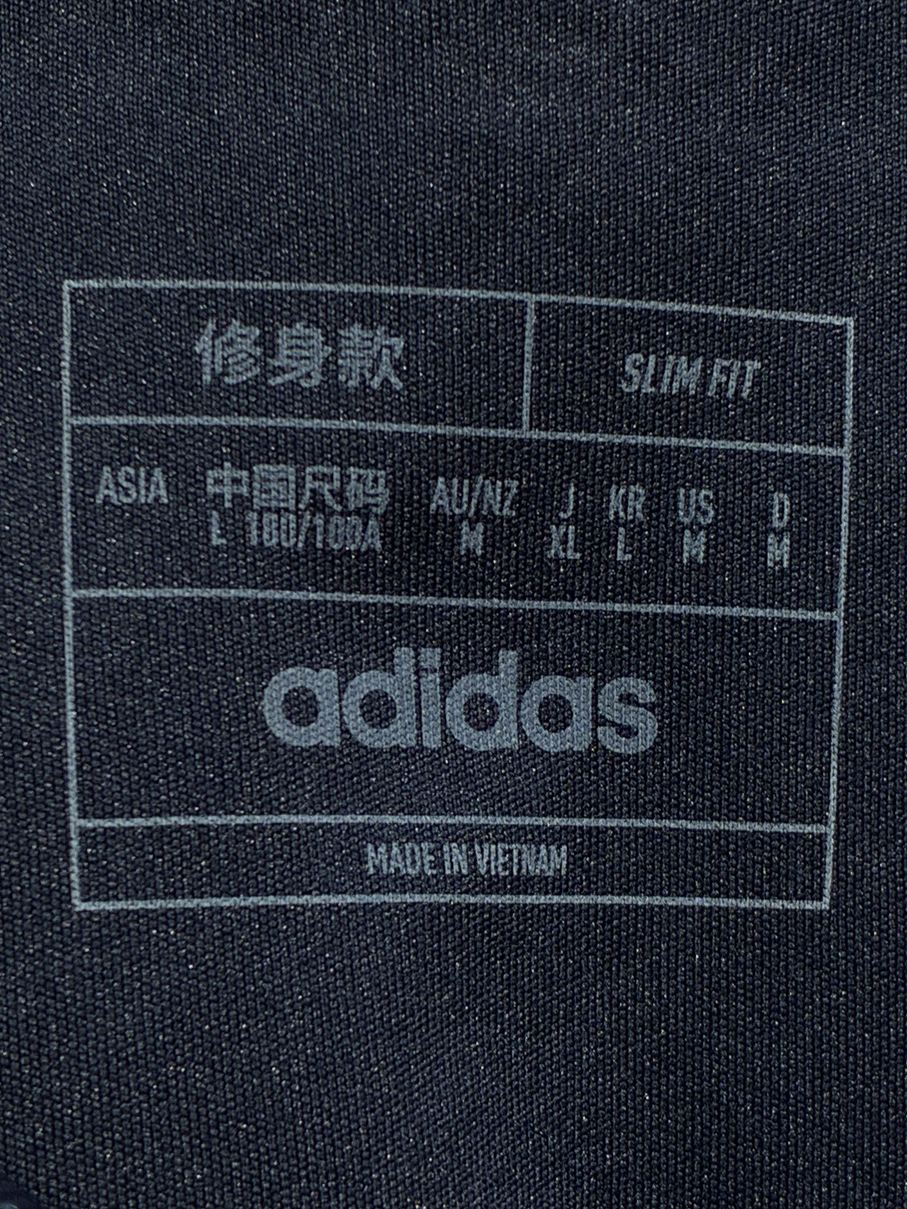 修身款 SLIM FIT
ASIA 中国尺码 AU/NZ J KR US D
L 160/100A M XL L M M
adidas
MADE IN VIETNAM